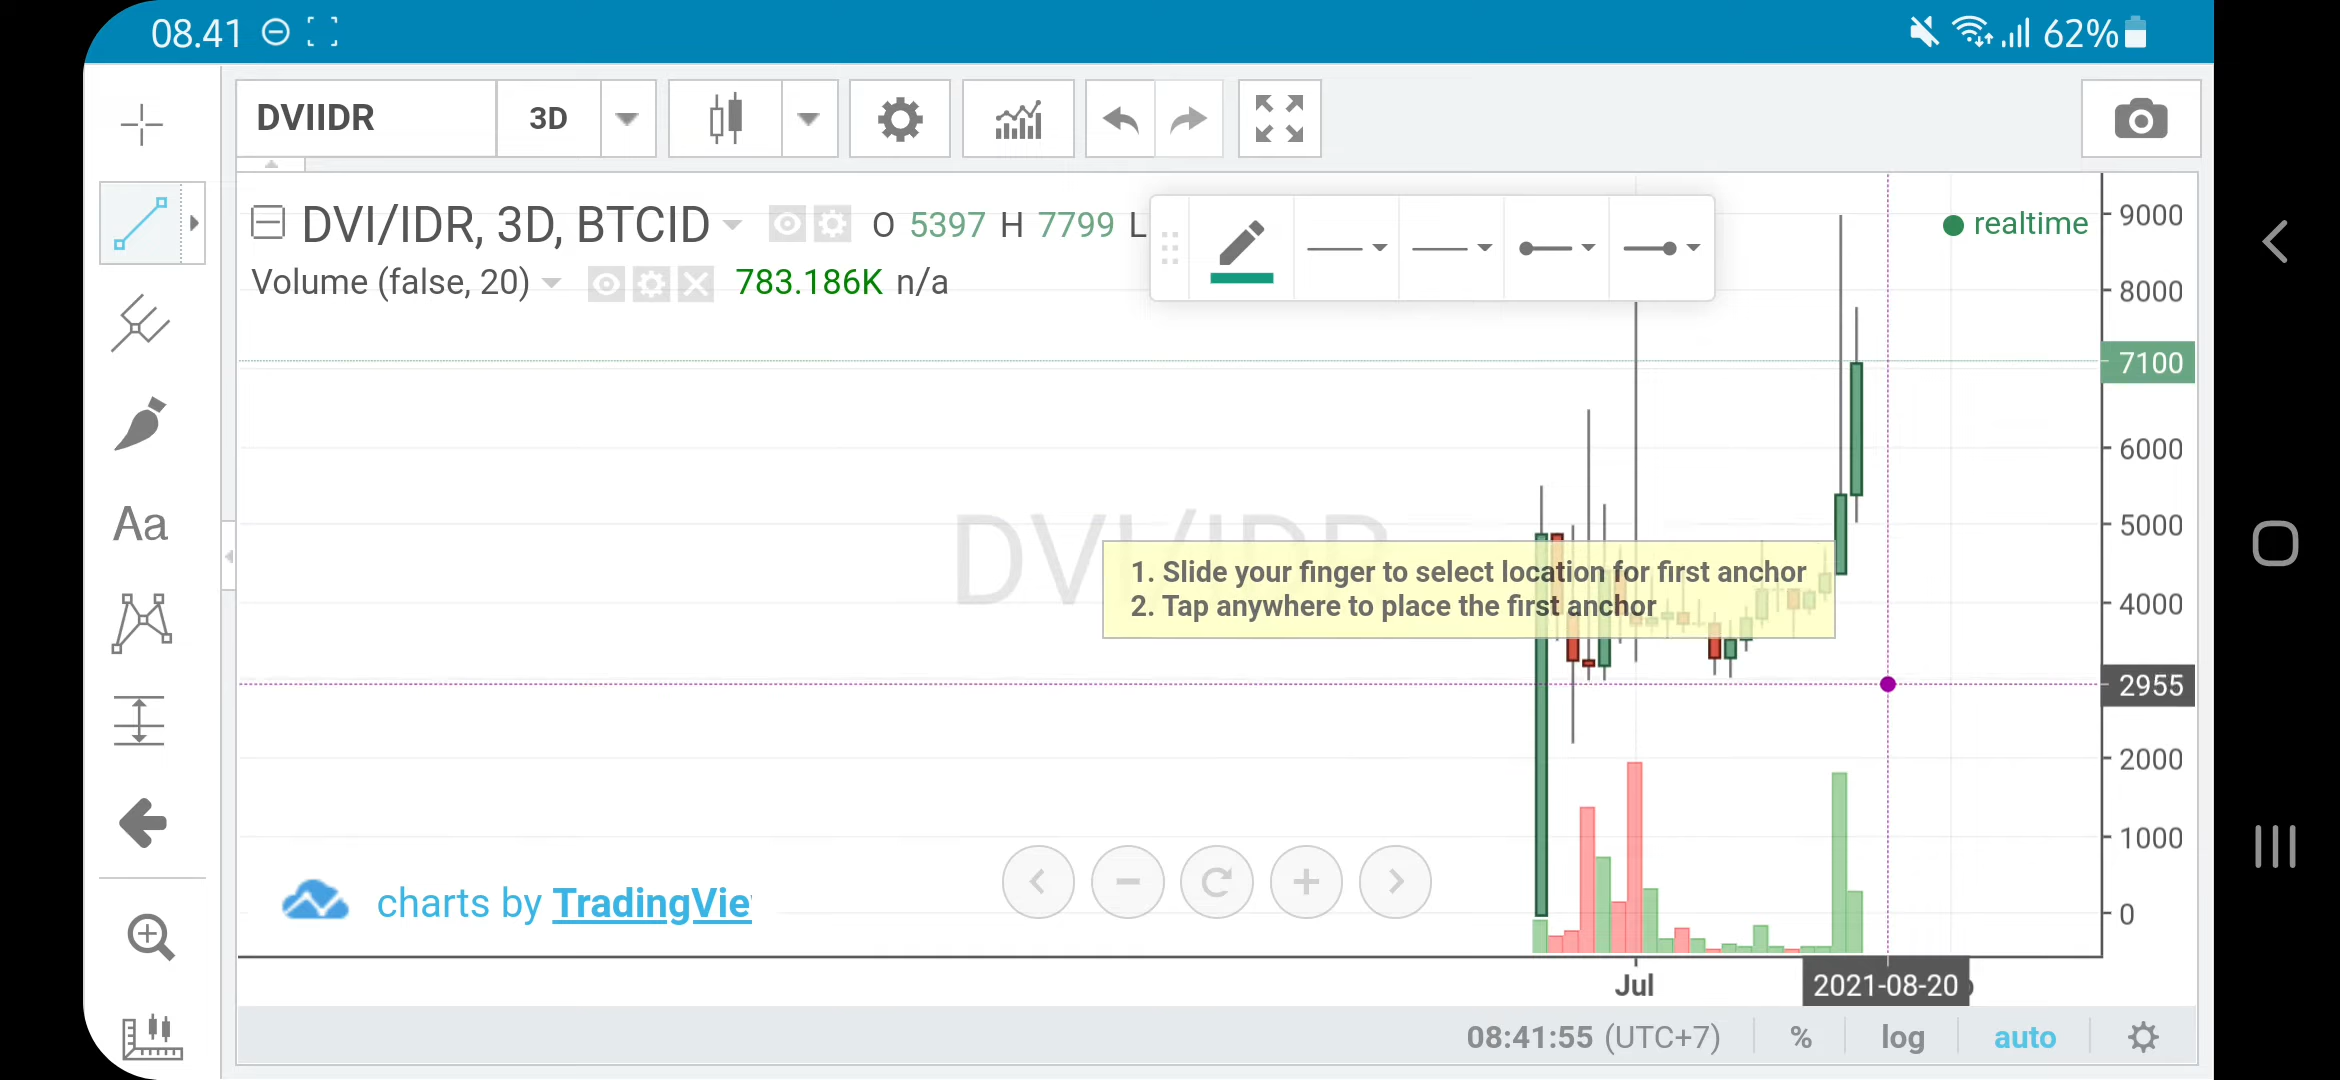 08.41
62%
DVIIDR
3D
DVI/IDR, 3D, BTCID
O 5397 H 7799 L
realtime
Volume (false, 20)
783.186K n/a
9000
8000
7100
6000
5000
4000
2955
2000
1000
0
DVI/IDR
1. Slide your finger to select location for first anchor
2. Tap anywhere to place the first anchor
Aa
charts by TradingVie
Jul
2021-08-20
08:41:55 (UTC+7)
%
log
auto